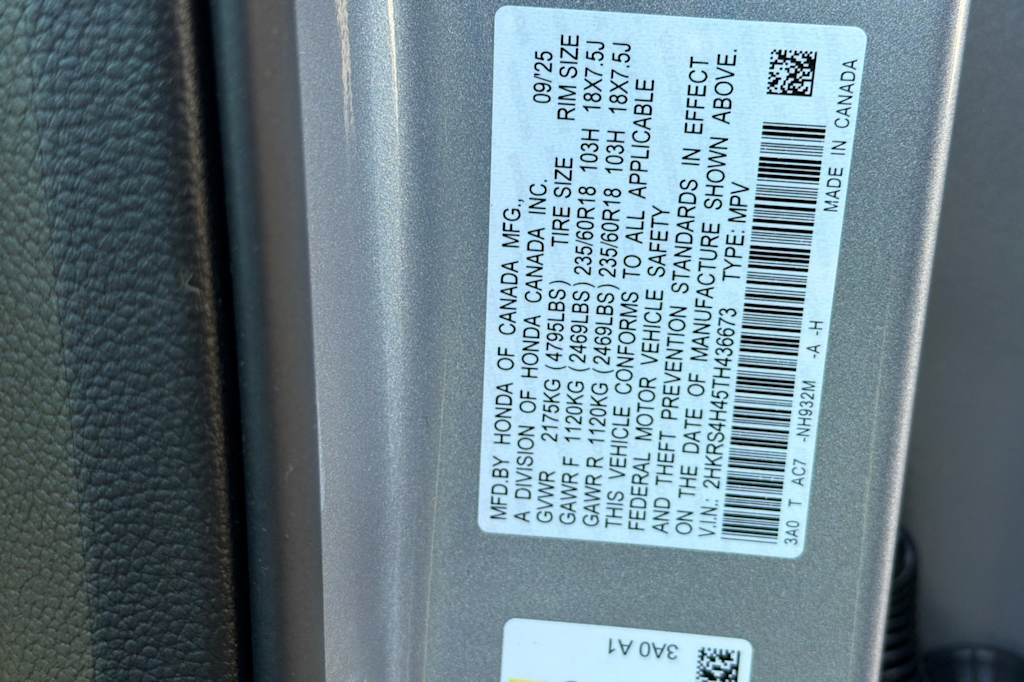 MFD.BY HONDA OF CANADA MFG.,
A DIVISION OF HONDA CANADA INC. 09/'25
GVWR 2175KG (4795LBS) TIRE SIZE RIM SIZE
GAWR F 1120KG (2469LBS) 235/60R18 103H 18X7.5J
GAWR R 1120KG (2469LBS) 235/60R18 103H 18X7.5J
THIS VEHICLE CONFORMS TO ALL APPLICABLE
FEDERAL MOTOR VEHICLE SAFETY
AND THEFT PREVENTION STANDARDS IN EFFECT
ON THE DATE OF MANUFACTURE SHOWN ABOVE.
V.I.N.: 2HKRS4H45TH436673 TYPE: MPV
3A0 T AC7 -NH932M -A -H MADE IN CANADA
3A0 A1